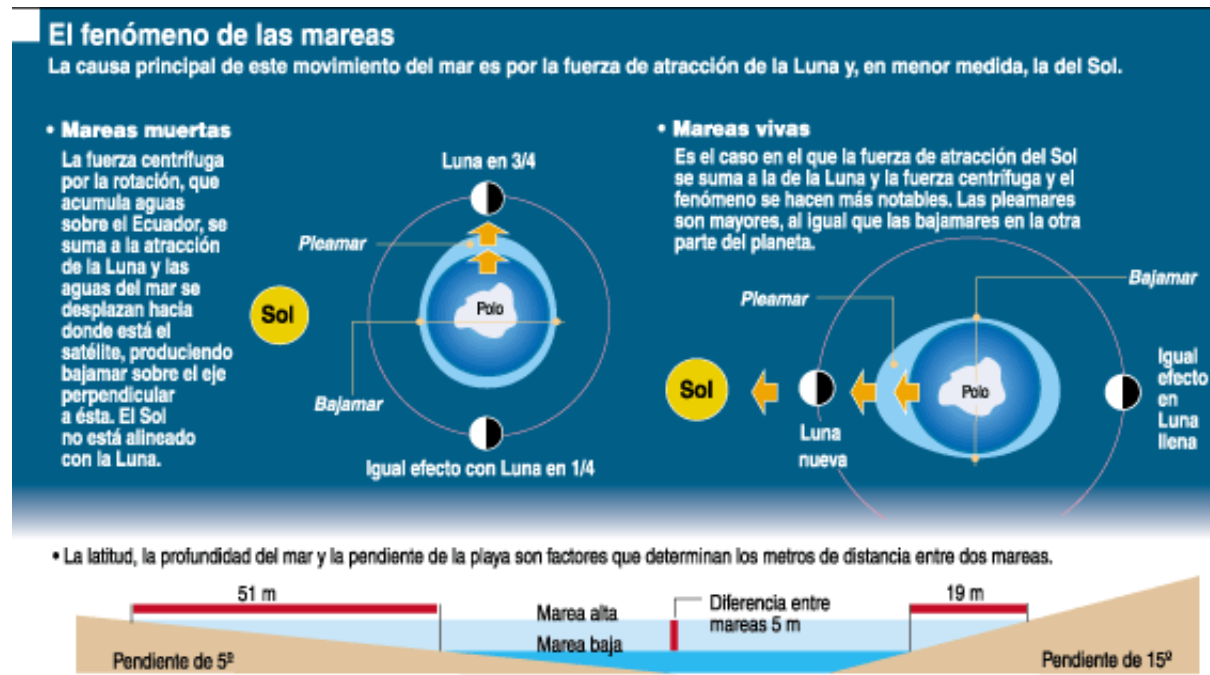 El fenómeno de las mareas
La causa principal de este movimiento del mar es por la fuerza de atracción de la Luna y, en menor medida, la del Sol.
• Mareas muertas
La fuerza centrífuga
por la rotación, que
acumula aguas
sobre el Ecuador, se
suma a la atracción
de la Luna y las
aguas del mar se
desplazan hacia
donde está el
satélite, produciendo
bajamar sobre el eje
perpendicular
a ésta. El Sol
no está alineado
con la Luna.
Luna en 3/4
Pleamar
Polo
Sol
Bajamar
Igual efecto con Luna en 1/4
• Mareas vivas
Es el caso en el que la fuerza de atracción del Sol
se suma a la de la Luna y la fuerza centrífuga y el
fenómeno se hacen más notables. Las pleamares
son mayores, al igual que las bajamares en la otra
parte del planeta.
Bajamar
Pleamar
Sol
Polo
Luna
nueva
Igual
efecto
en
Luna
llena
• La latitud, la profundidad del mar y la pendiente de la playa son factores que determinan los metros de distancia entre dos mareas.
51 m
Marea alta
Marea baja
Diferencia entre
mareas 5 m
19 m
Pendiente de 5º
Pendiente de 15º